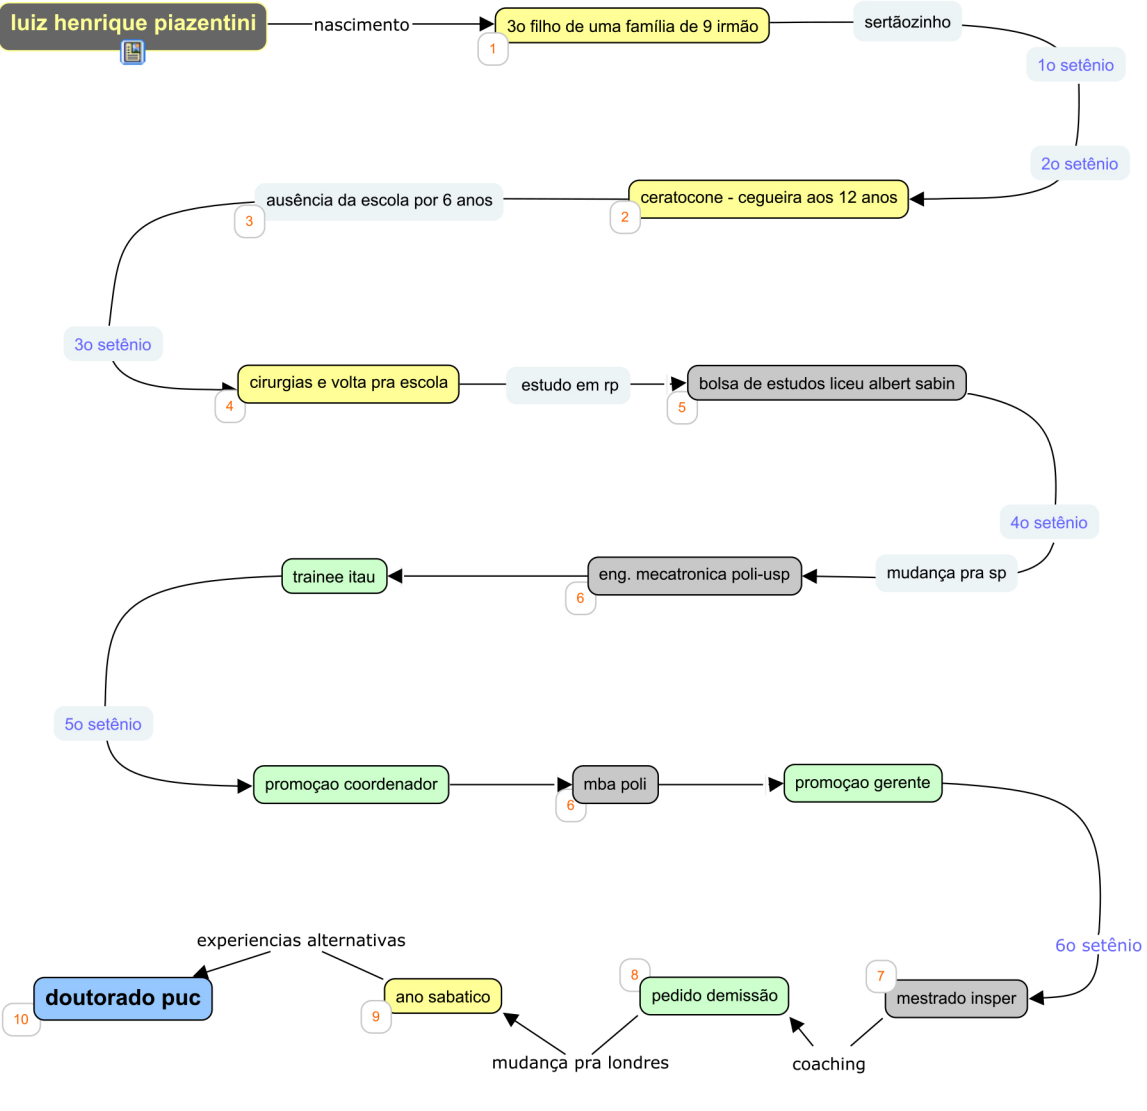 luiz henrique piazentini
nascimento
3o filho de uma família de 9 irmão
1
sertãozinho
1o setênio
2o setênio
ceratocone - cegueira aos 12 anos
2
ausência da escola por 6 anos
3
3o setênio
cirurgias e volta pra escola
4
estudo em rp
bolsa de estudos liceu albert sabin
5
4o setênio
mudança pra sp
eng. mecatronica poli-usp
6
trainee itau
5o setênio
promoçao coordenador
mba poli
6
promoçao gerente
6o setênio
mestrado insper
7
coaching
pedido demissão
8
mudança pra londres
ano sabatico
9
experiencias alternativas
doutorado puc
10